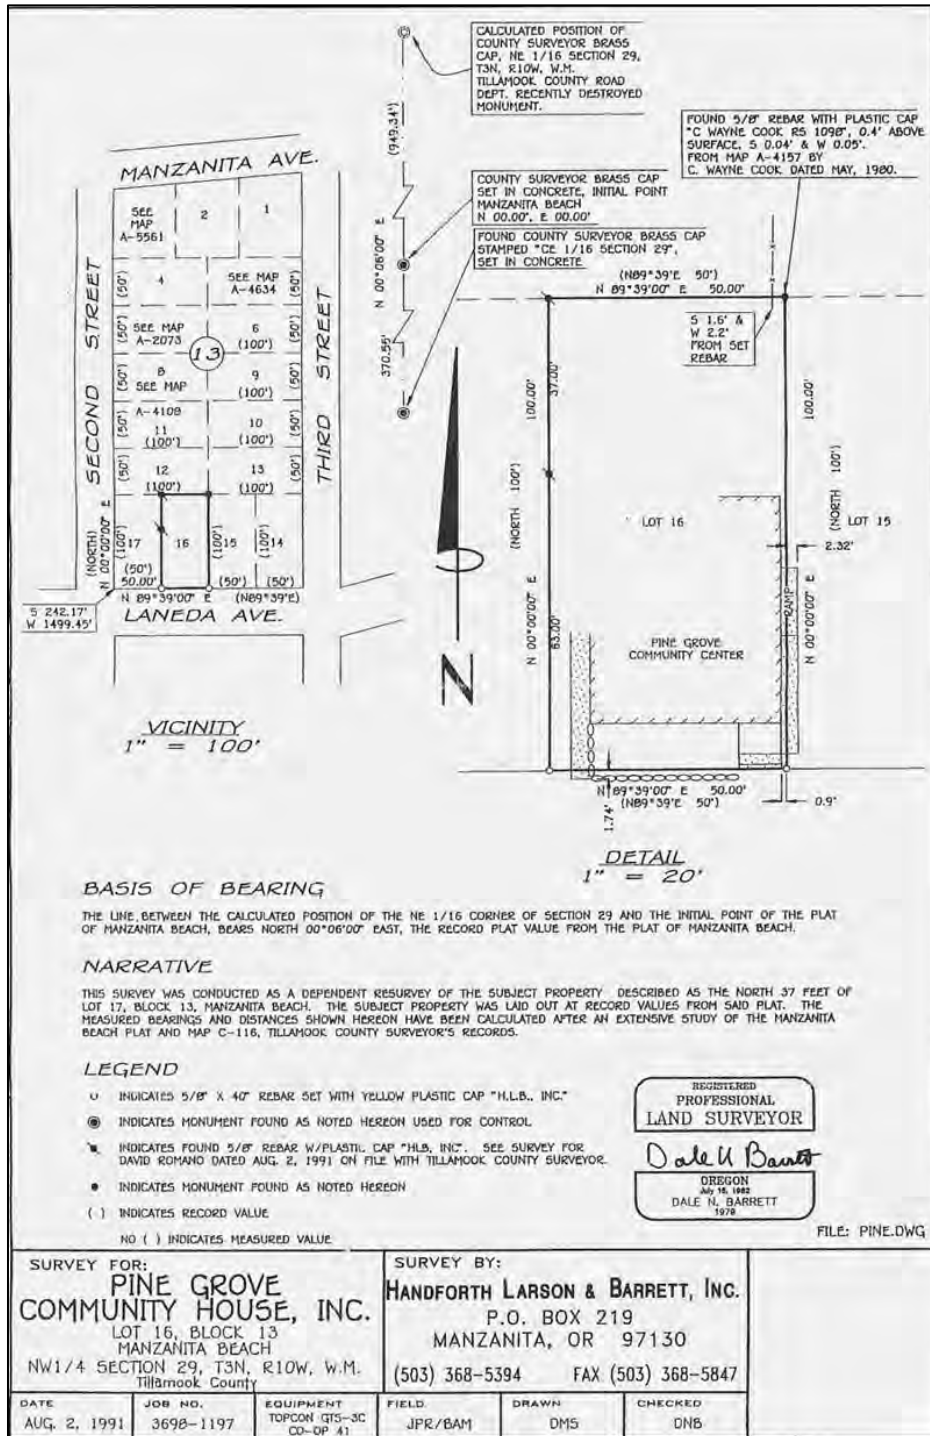 CALCULATED POSITION OF
COUNTY SURVEYOR BRASS
CAP, NE 1/16 SECTION 29,
T3N, R10W, W.M.
TILLAMOOK COUNTY ROAD
DEPT. RECENTLY DESTROYED
MONUMENT.
(949.34')
FOUND 5/8" REBAR WITH PLASTIC CAP
"C WAYNE COOK RS 1098", 0.4' ABOVE
SURFACE, S 0.04' & W 0.05'.
FROM MAP A-4157 BY
C. WAYNE COOK DATED MAY, 1980.
COUNTY SURVEYOR BRASS CAP
SET IN CONCRETE, INITIAL POINT
MANZANITA BEACH
N 00.00', E 00.00'
FOUND COUNTY SURVEYOR BRASS CAP
STAMPED "CE 1/16 SECTION 29",
SET IN CONCRETE
N 00°06'00" E
370.55'
MANZANITA AVE.
SECOND STREET
THIRD STREET
SEE
MAP
A-5561
2
1
(50')
4
SEE MAP
A-4634
(50')
(50')
SEE MAP
A-2073
6
(100')
(50')
13
(50')
8
SEE MAP
A-4109
9
(100')
(50')
(50')
11
(100')
10
(100')
(50')
(50')
12
(100')
13
(100')
(50')
(NORTH)
N 00°00'00" E
(100')
17
16
(100')
15
(100')
14
(50')
50.00'
(50')
(50')
N 89°39'00" E
(N89°39'E)
S 242.17'
W 1499.45'
LANEDA AVE.
VICINITY
1" = 100'
N
(N89°39'E 50')
N 89°39'00" E 50.00'
S 1.6' &
W 2.2'
FROM SET
REBAR
100.00'
37.00'
100.00'
(NORTH 100')
N 00°00'00" E
63.00'
LOT 16
(NORTH 100')
LOT 15
2.32'
RAMP
N 00°00'00" E
PINE GROVE
COMMUNITY CENTER
N 89°39'00" E 50.00'
(N89°39'E 50')
1.74'
0.9'
DETAIL
1" = 20'
BASIS OF BEARING
THE LINE, BETWEEN THE CALCULATED POSITION OF THE NE 1/16 CORNER OF SECTION 29 AND THE INITIAL POINT OF THE PLAT
OF MANZANITA BEACH, BEARS NORTH 00°06'00" EAST, THE RECORD PLAT VALUE FROM THE PLAT OF MANZANITA BEACH.
NARRATIVE
THIS SURVEY WAS CONDUCTED AS A DEPENDENT RESURVEY OF THE SUBJECT PROPERTY DESCRIBED AS THE NORTH 37 FEET OF
LOT 17, BLOCK 13, MANZANITA BEACH. THE SUBJECT PROPERTY WAS LAID OUT AT RECORD VALUES FROM SAID PLAT. THE
MEASURED BEARINGS AND DISTANCES SHOWN HEREON HAVE BEEN CALCULATED AFTER AN EXTENSIVE STUDY OF THE MANZANITA
BEACH PLAT AND MAP C-116, TILLAMOOK COUNTY SURVEYOR'S RECORDS.
LEGEND
INDICATES 5/8" X 40" REBAR SET WITH YELLOW PLASTIC CAP "H.L.B., INC."
INDICATES MONUMENT FOUND AS NOTED HEREON USED FOR CONTROL
INDICATES FOUND 5/8" REBAR W/PLASTIC CAP "HLB, INC". SEE SURVEY FOR
DAVID ROMANO DATED AUG. 2, 1991 ON FILE WITH TILLAMOOK COUNTY SURVEYOR.
INDICATES MONUMENT FOUND AS NOTED HEREON
( ) INDICATES RECORD VALUE
NO ( ) INDICATES MEASURED VALUE
REGISTERED
PROFESSIONAL
LAND SURVEYOR
Dale N Barrett
OREGON
July 16, 1982
DALE N. BARRETT
1979
FILE: PINE.DWG
SURVEY FOR:
PINE GROVE
COMMUNITY HOUSE, INC.
LOT 16, BLOCK 13
MANZANITA BEACH
NW1/4 SECTION 29, T3N, R10W, W.M.
Tillamook County
SURVEY BY:
HANDFORTH LARSON & BARRETT, INC.
P.O. BOX 219
MANZANITA, OR 97130
(503) 368-5394 FAX (503) 368-5847
DATE
AUG. 2, 1991
JOB NO.
3698-1197
EQUIPMENT
TOPCON GTS-3C
CO-OP 41
FIELD
JPR/BAM
DRAWN
DMS
CHECKED
DNB